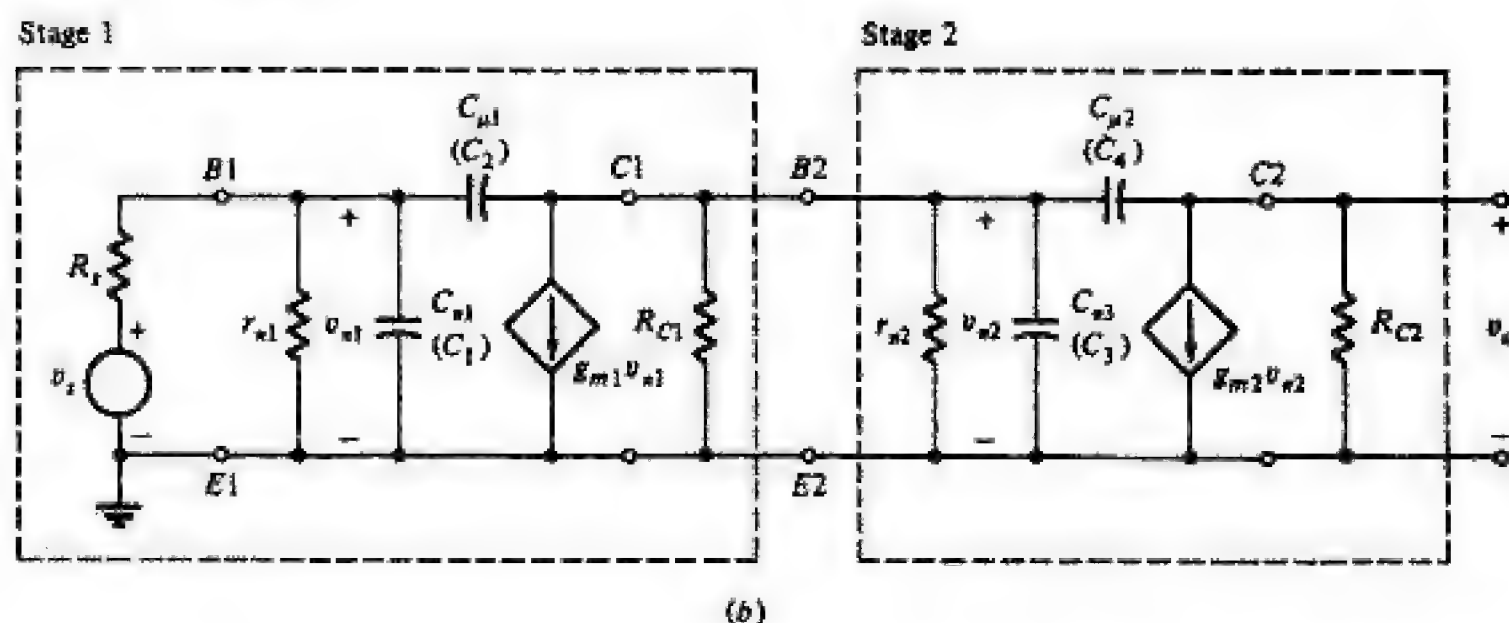 Stage 1
Stage 2
Cμ1
(C2)
Cμ2
(C4)
B1
C1
B2
C2
+
+
+
Rs
+
rπ1
vπ1
Cπ1
(C1)
RC1
rπ2
vπ2
Cπ2
(C3)
RC2
vs
gm1vπ1
gm2vπ2
−
−
−
−
E1
E2
(b)